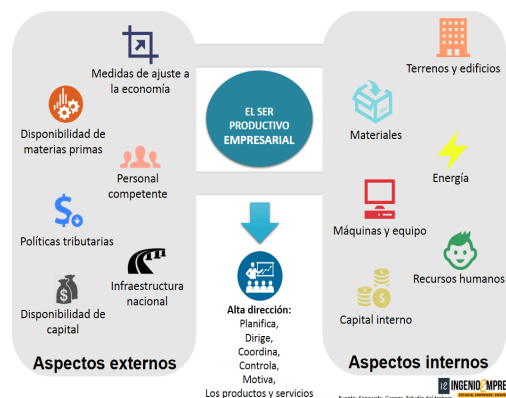 Medidas de ajuste a
la economía
Disponibilidad de
materias primas
Personal
competente
Políticas tributarias
Infraestructura
nacional
Disponibilidad de
capital
Aspectos externos
EL SER
PRODUCTIVO
EMPRESARIAL
Alta dirección:
Planifica,
Dirige,
Coordina,
Controla,
Motiva,
Los productos y servicios
Terrenos y edificios
Materiales
Energía
Máquinas y equipo
Recursos humanos
Capital interno
Aspectos internos
INGENIOEMPRE